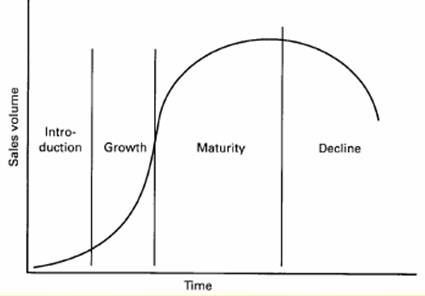 Sales volume
Intro-
duction
Growth
Maturity
Decline
Time